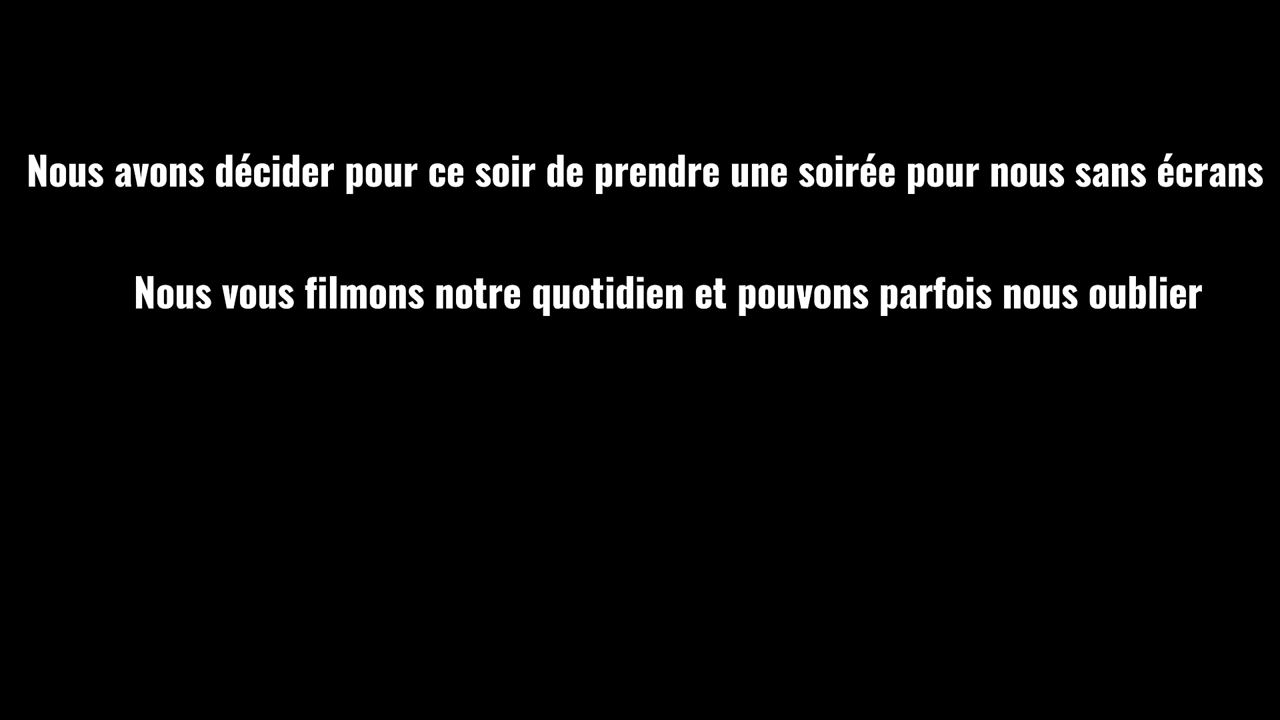 Nous avons décider pour ce soir de prendre une soirée pour nous sans écrans
Nous vous filmons notre quotidien et pouvons parfois nous oublier